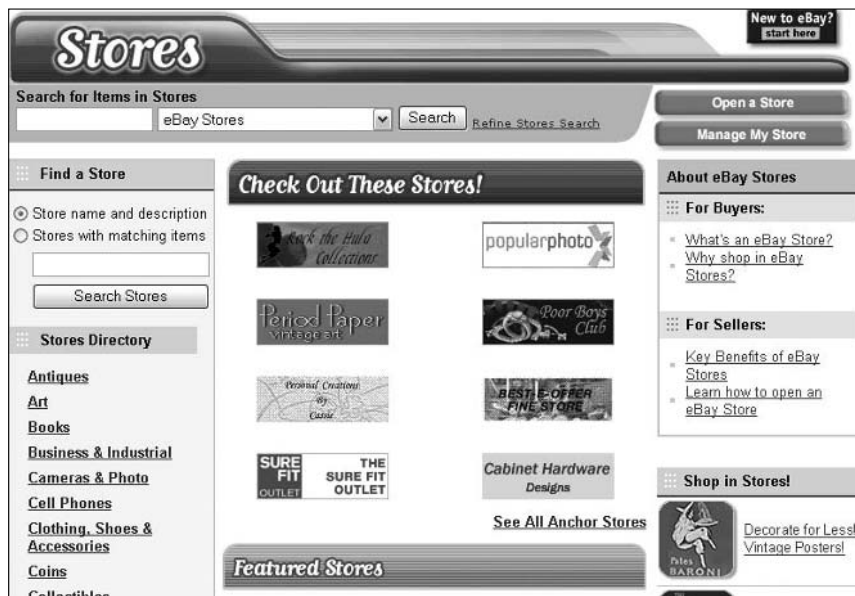 Stores
New to eBay?
start here
Search for Items in Stores
eBay Stores
Search
Refine Stores Search
Open a Store
Manage My Store
Find a Store
Store name and description
Stores with matching items
Search Stores
Stores Directory
Antiques
Art
Books
Business & Industrial
Cameras & Photo
Cell Phones
Clothing, Shoes &
Accessories
Coins
Collectibles
Check Out These Stores!
Rock the Hula
Collections
popularphoto
Period Paper
vintage art
Poor Boys
Club
Personal Creations
By
Cassie
BEST-E-OFFER
FINE STORE
SURE
FIT
OUTLET
THE
SURE FIT
OUTLET
Cabinet Hardware
Designs
See All Anchor Stores
Featured Stores
About eBay Stores
For Buyers:
What's an eBay Store?
Why shop in eBay
Stores?
For Sellers:
Key Benefits of eBay
Stores
Learn how to open an
eBay Store
Shop in Stores!
BARONI
Decorate for Less!
Vintage Posters!